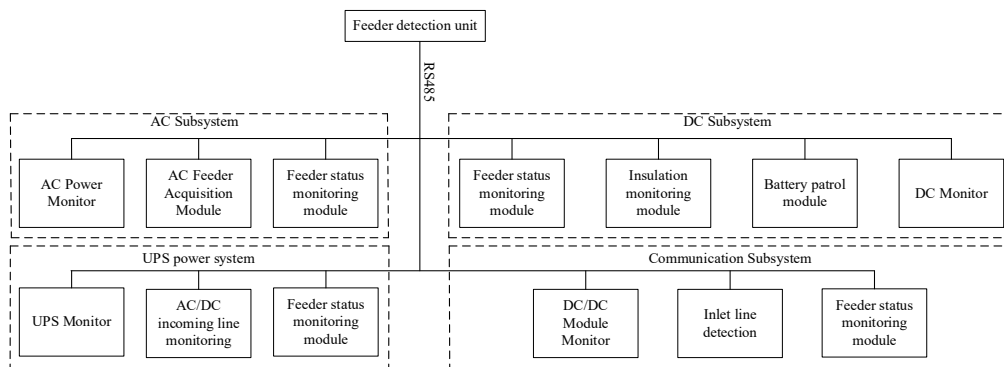 Feeder detection unit
RS485
AC Subsystem
DC Subsystem
AC Power
Monitor
AC Feeder
Acquisition
Module
Feeder status
monitoring
module
Feeder status
monitoring
module
Insulation
monitoring
module
Battery patrol
module
DC Monitor
UPS power system
Communication Subsystem
UPS Monitor
AC/DC
incoming line
monitoring
Feeder status
monitoring
module
DC/DC
Module
Monitor
Inlet line
detection
Feeder status
monitoring
module